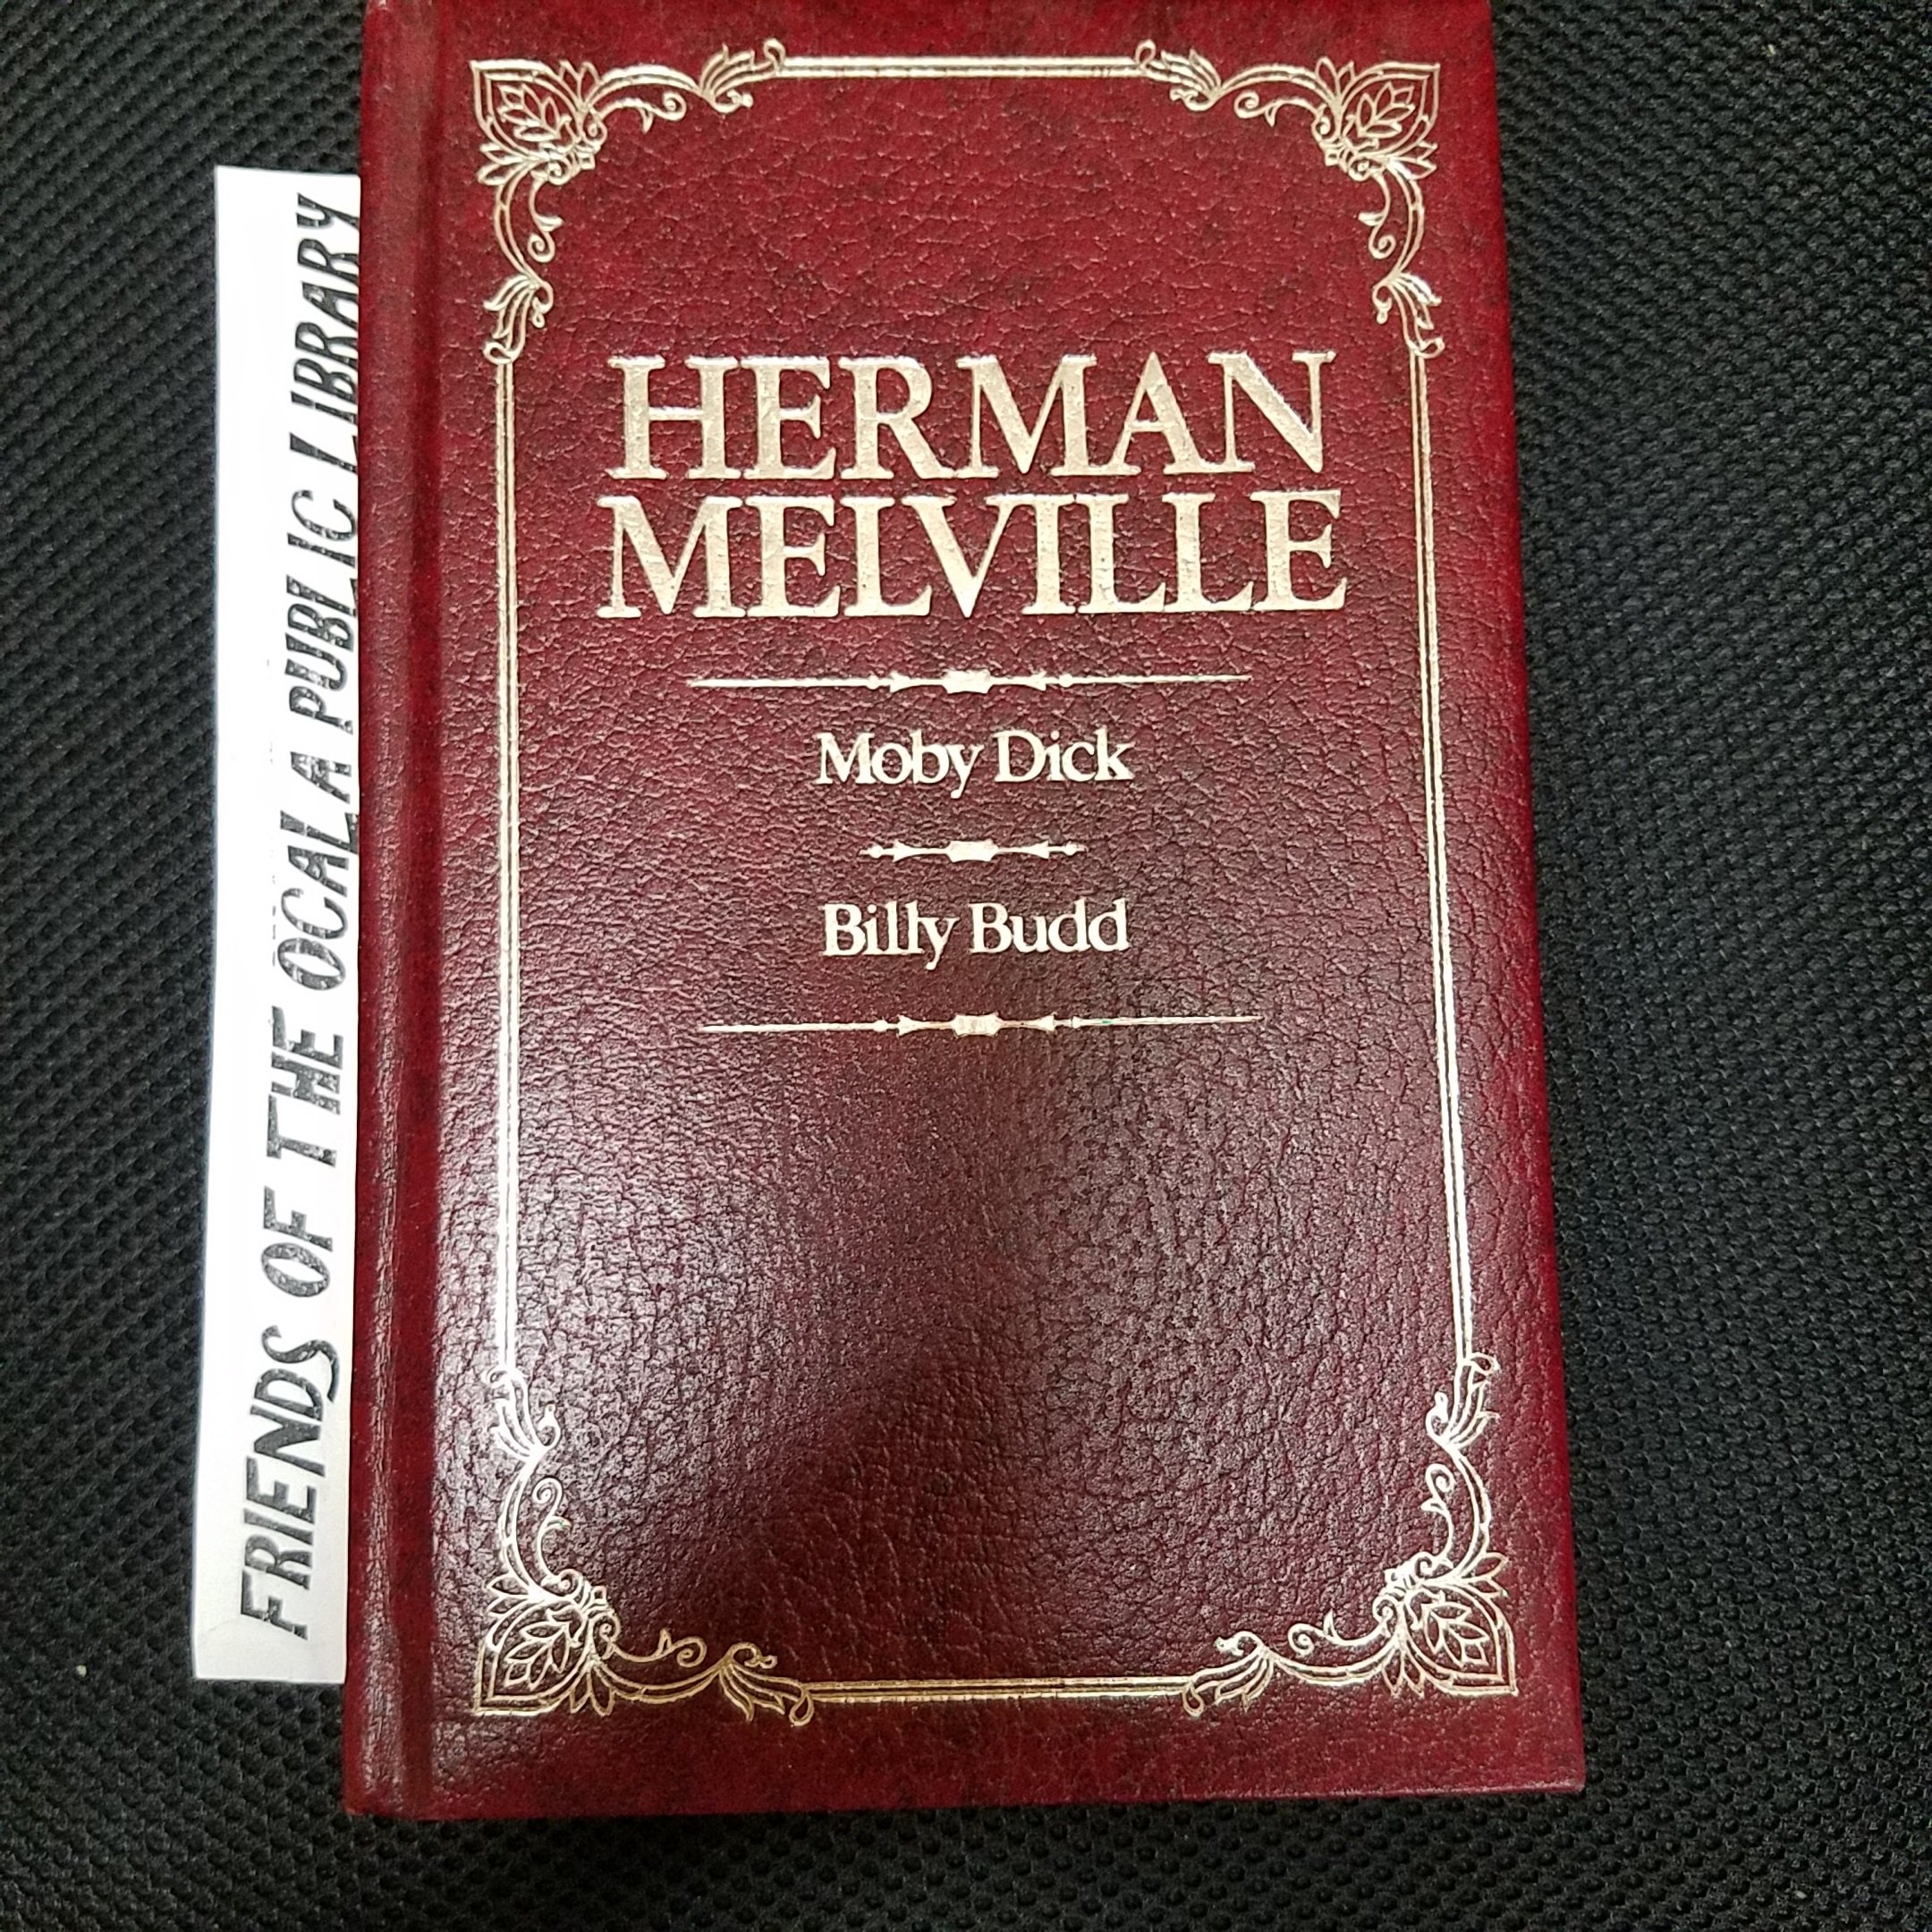 HERMAN
MELVILLE
Moby Dick
Billy Budd
FRIENDS OF THE OCALA PUBLIC LIBRARY